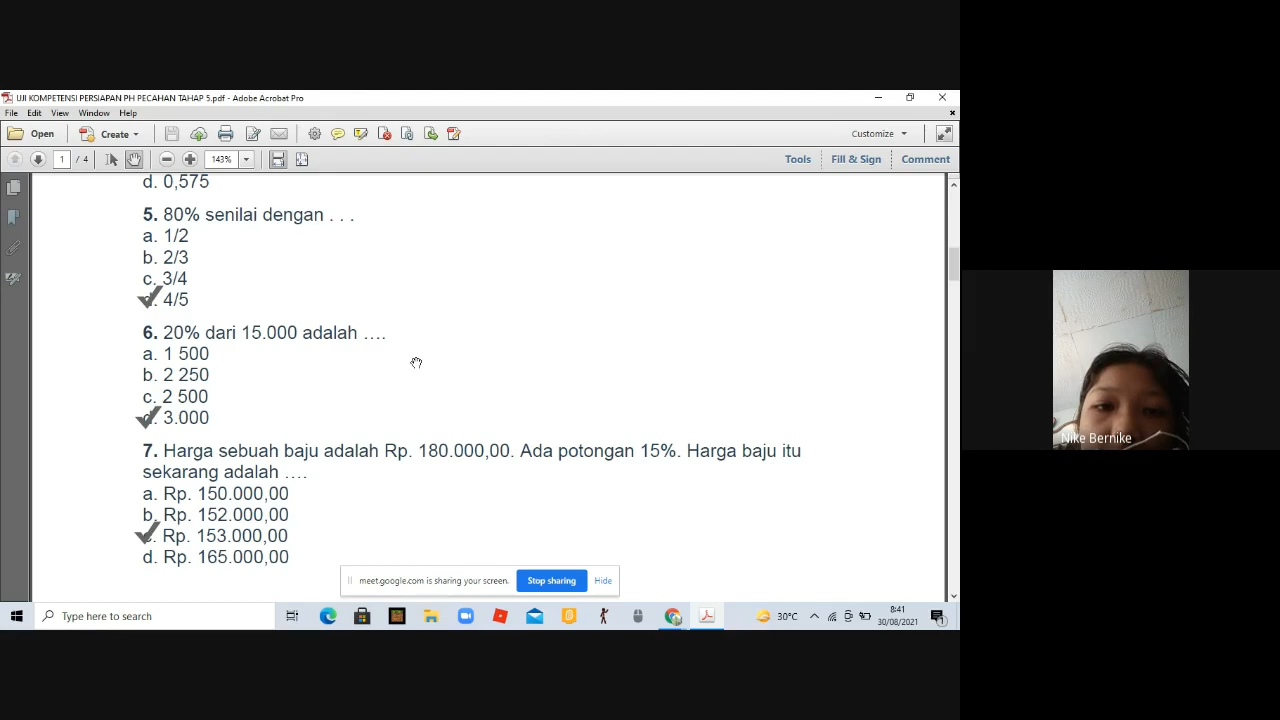 UJI KOMPETENSI PERSIAPAN PH PECAHAN TAHAP 5.pdf - Adobe Acrobat Pro
File Edit View Window Help
Open Create Customize
1 / 4 143% Tools Fill & Sign Comment
d. 0,575
5. 80% senilai dengan . . .
a. 1/2
b. 2/3
c. 3/4
4/5
6. 20% dari 15.000 adalah ....
a. 1 500
b. 2 250
c. 2 500
d. 3.000
7. Harga sebuah baju adalah Rp. 180.000,00. Ada potongan 15%. Harga baju itu
sekarang adalah ....
a. Rp. 150.000,00
b. Rp. 152.000,00
c. Rp. 153.000,00
d. Rp. 165.000,00
meet.google.com is sharing your screen. Stop sharing Hide
Nike Bernike
Type here to search 30°C 8:41
30/08/2021 1